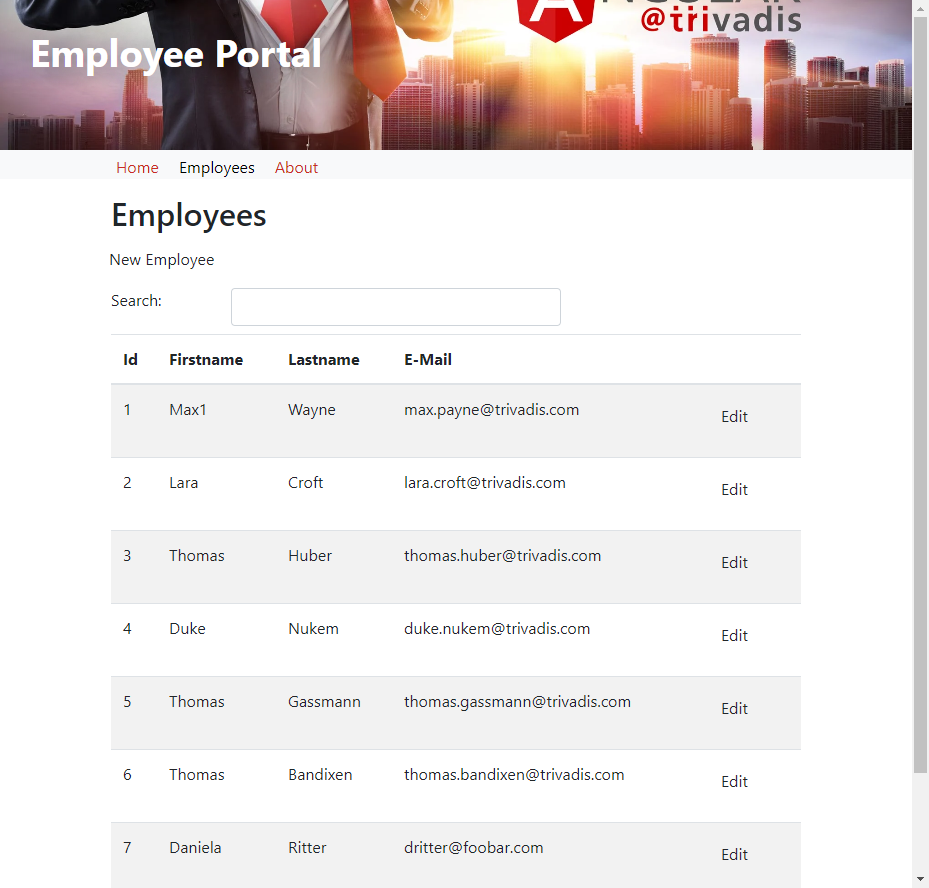 @trivadis
Employee Portal
Home Employees About
Employees
New Employee
Search:
Id Firstname Lastname E-Mail
1 Max1 Wayne max.payne@trivadis.com Edit
2 Lara Croft lara.croft@trivadis.com Edit
3 Thomas Huber thomas.huber@trivadis.com Edit
4 Duke Nukem duke.nukem@trivadis.com Edit
5 Thomas Gassmann thomas.gassmann@trivadis.com Edit
6 Thomas Bandixen thomas.bandixen@trivadis.com Edit
7 Daniela Ritter dritter@foobar.com Edit